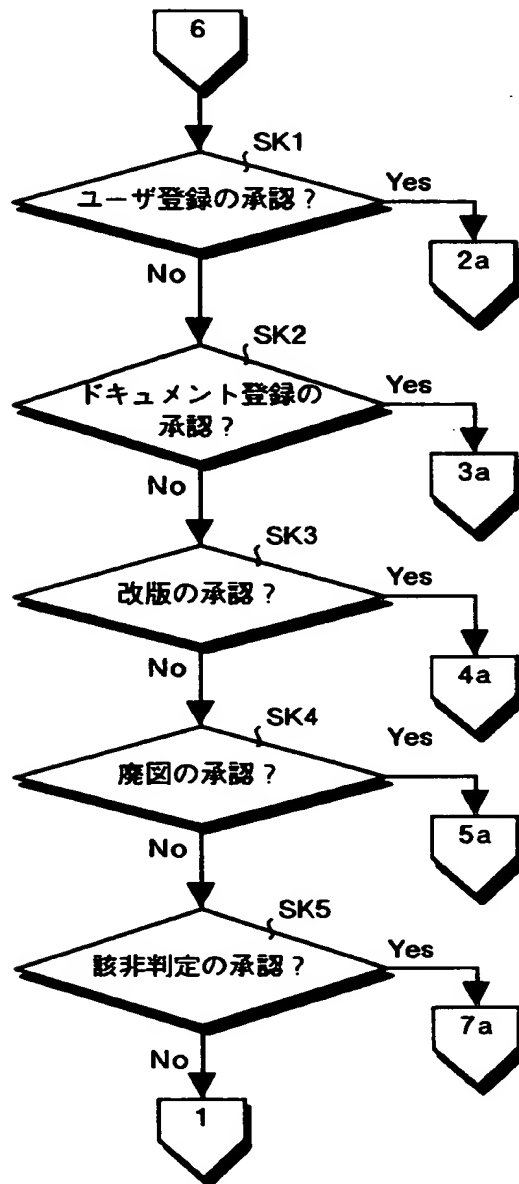 6
SK1
ユーザ登録の承認?
Yes
2a
No
SK2
ドキュメント登録の
承認?
Yes
3a
No
SK3
改版の承認?
Yes
4a
No
SK4
廃図の承認?
Yes
5a
No
SK5
該非判定の承認?
Yes
7a
No
1